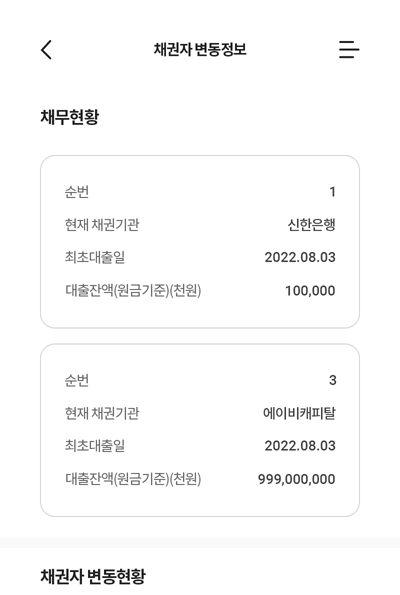 채권자 변동정보
채무현황
순번 1
현재 채권기관 신한은행
최초대출일 2022.08.03
대출잔액(원금기준)(천원) 100,000
순번 3
현재 채권기관 에이비캐피탈
최초대출일 2022.08.03
대출잔액(원금기준)(천원) 999,000,000
채권자 변동현황